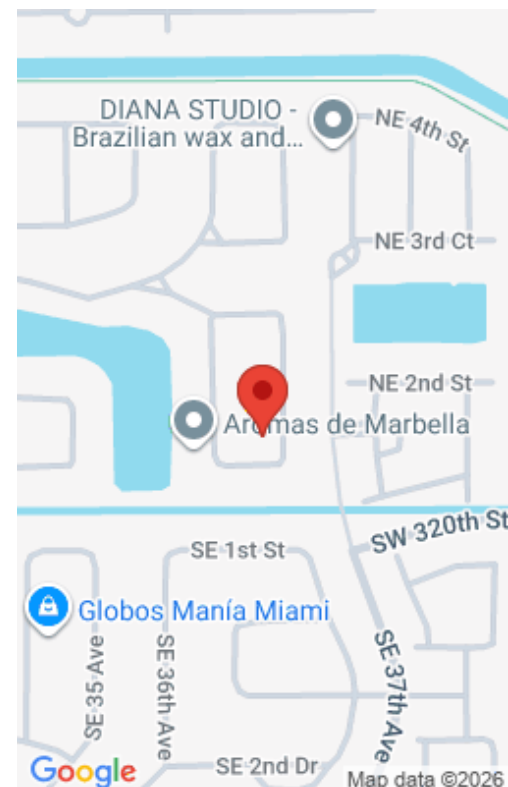 DIANA STUDIO -
Brazilian wax and...
NE 4th St
NE 3rd Ct
NE 2nd St
Aromas de Marbella
SW 320th St
SE 1st St
Globos Manía Miami
SE 35 Ave
SE 36th Ave
SE 37th Ave
SE 2nd Dr
Google
Map data ©2026